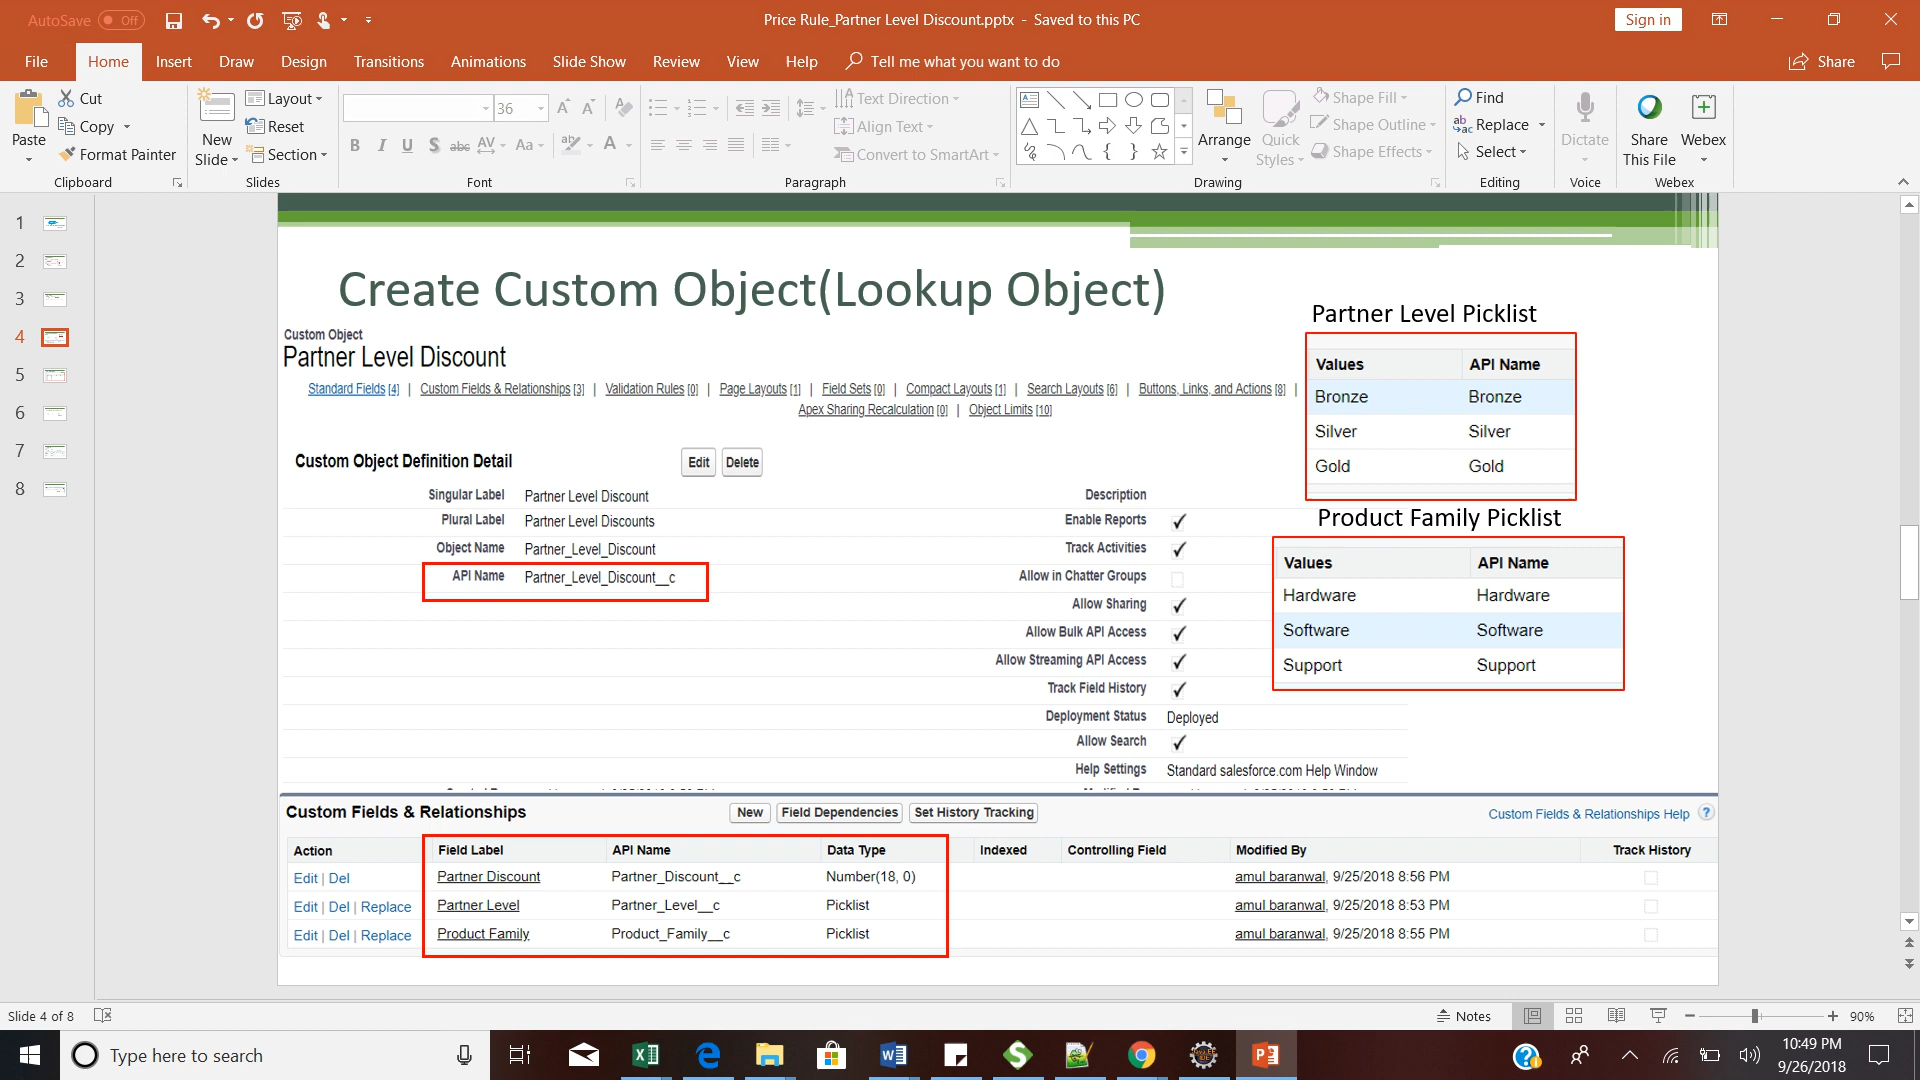 AutoSave Off
Price Rule_Partner Level Discount.pptx - Saved to this PC
Sign in
File Home Insert Draw Design Transitions Animations Slide Show Review View Help Tell me what you want to do Share
Cut
Copy
Format Painter
Paste
Clipboard
New Slide
Layout
Reset
Section
Slides
36
B I U S abc AV Aa A
Font
Text Direction
Align Text
Convert to SmartArt
Paragraph
Arrange
Quick Styles
Shape Fill
Shape Outline
Shape Effects
Drawing
Find
Replace
Select
Editing
Dictate
Voice
Share This File
Webex
Webex
1
2
3
4
5
6
7
8
Create Custom Object(Lookup Object)
Custom Object
Partner Level Discount
Standard Fields [4] | Custom Fields & Relationships [3] | Validation Rules [0] | Page Layouts [1] | Field Sets [0] | Compact Layouts [1] | Search Layouts [6] | Buttons, Links, and Actions [8] |
Apex Sharing Recalculation [0] | Object Limits [10]
Custom Object Definition Detail Edit Delete
Singular Label Partner Level Discount Description
Plural Label Partner Level Discounts Enable Reports
Object Name Partner_Level_Discount Track Activities
API Name Partner_Level_Discount__c Allow in Chatter Groups
Allow Sharing
Allow Bulk API Access
Allow Streaming API Access
Track Field History
Deployment Status Deployed
Allow Search
Help Settings Standard salesforce.com Help Window
Partner Level Picklist
Values API Name
Bronze Bronze
Silver Silver
Gold Gold
Product Family Picklist
Values API Name
Hardware Hardware
Software Software
Support Support
Custom Fields & Relationships New Field Dependencies Set History Tracking Custom Fields & Relationships Help ?
Action Field Label API Name Data Type Indexed Controlling Field Modified By Track History
Edit | Del Partner Discount Partner_Discount__c Number(18, 0) amul baranwal, 9/25/2018 8:56 PM
Edit | Del | Replace Partner Level Partner_Level__c Picklist amul baranwal, 9/25/2018 8:53 PM
Edit | Del | Replace Product Family Product_Family__c Picklist amul baranwal, 9/25/2018 8:55 PM
Slide 4 of 8 Notes 90%
Type here to search
10:49 PM
9/26/2018